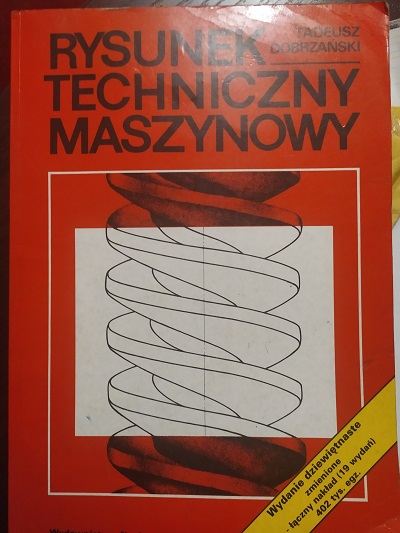 RYSUNEK
TADEUSZ
DOBRZAŃSKI
TECHNICZNY
MASZYNOWY
Wydanie dziewiętnaste
zmienione
- łączny nakład (19 wydań)
402 tys. egz.